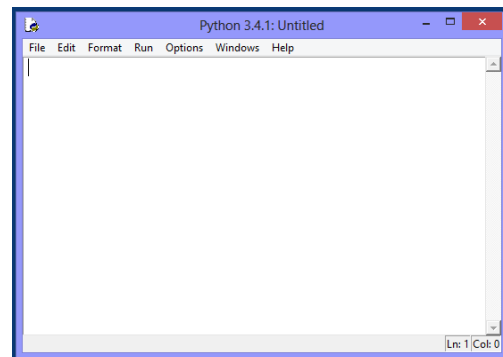 Python 3.4.1: Untitled
File Edit Format Run Options Windows Help
Ln: 1 Col: 0